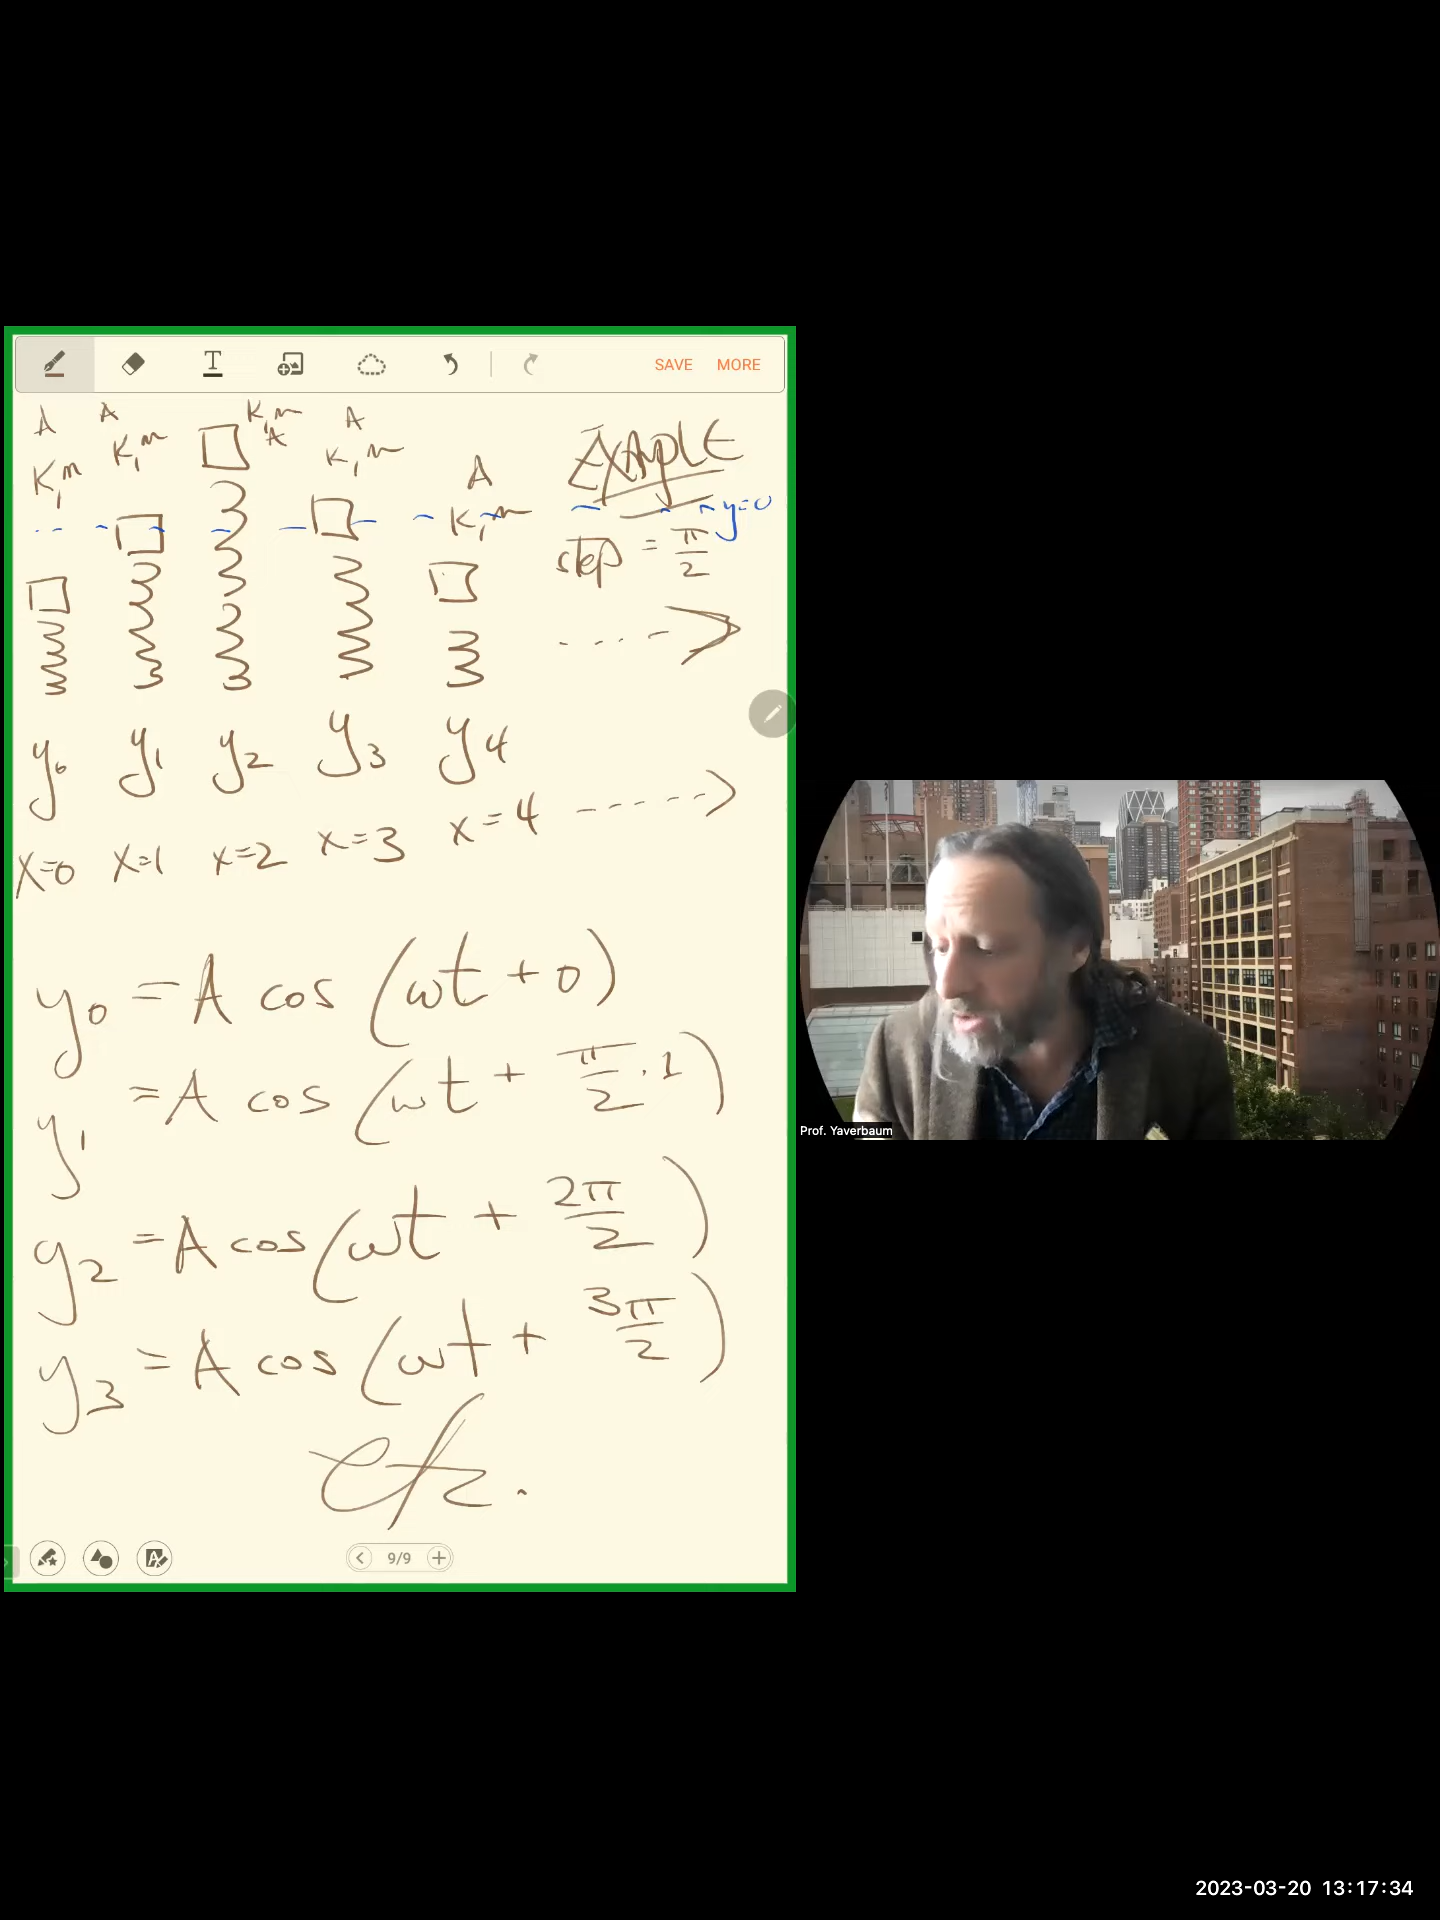 SAVE MORE
A A K,m A A K,m A
K,m K,m K,m
A
K,m
EXAPLE
y=0
step = π/2
y0 y1 y2 y3 y4
x=0 x=1 x=2 x=3 x=4
y0 = A cos (ωt + 0)
y1 = A cos (ωt + π/2 · 1)
y2 = A cos (ωt + 2π/2)
y3 = A cos (ωt + 3π/2)
etc.
9/9
Prof. Yaverbaum
2023-03-20 13:17:34